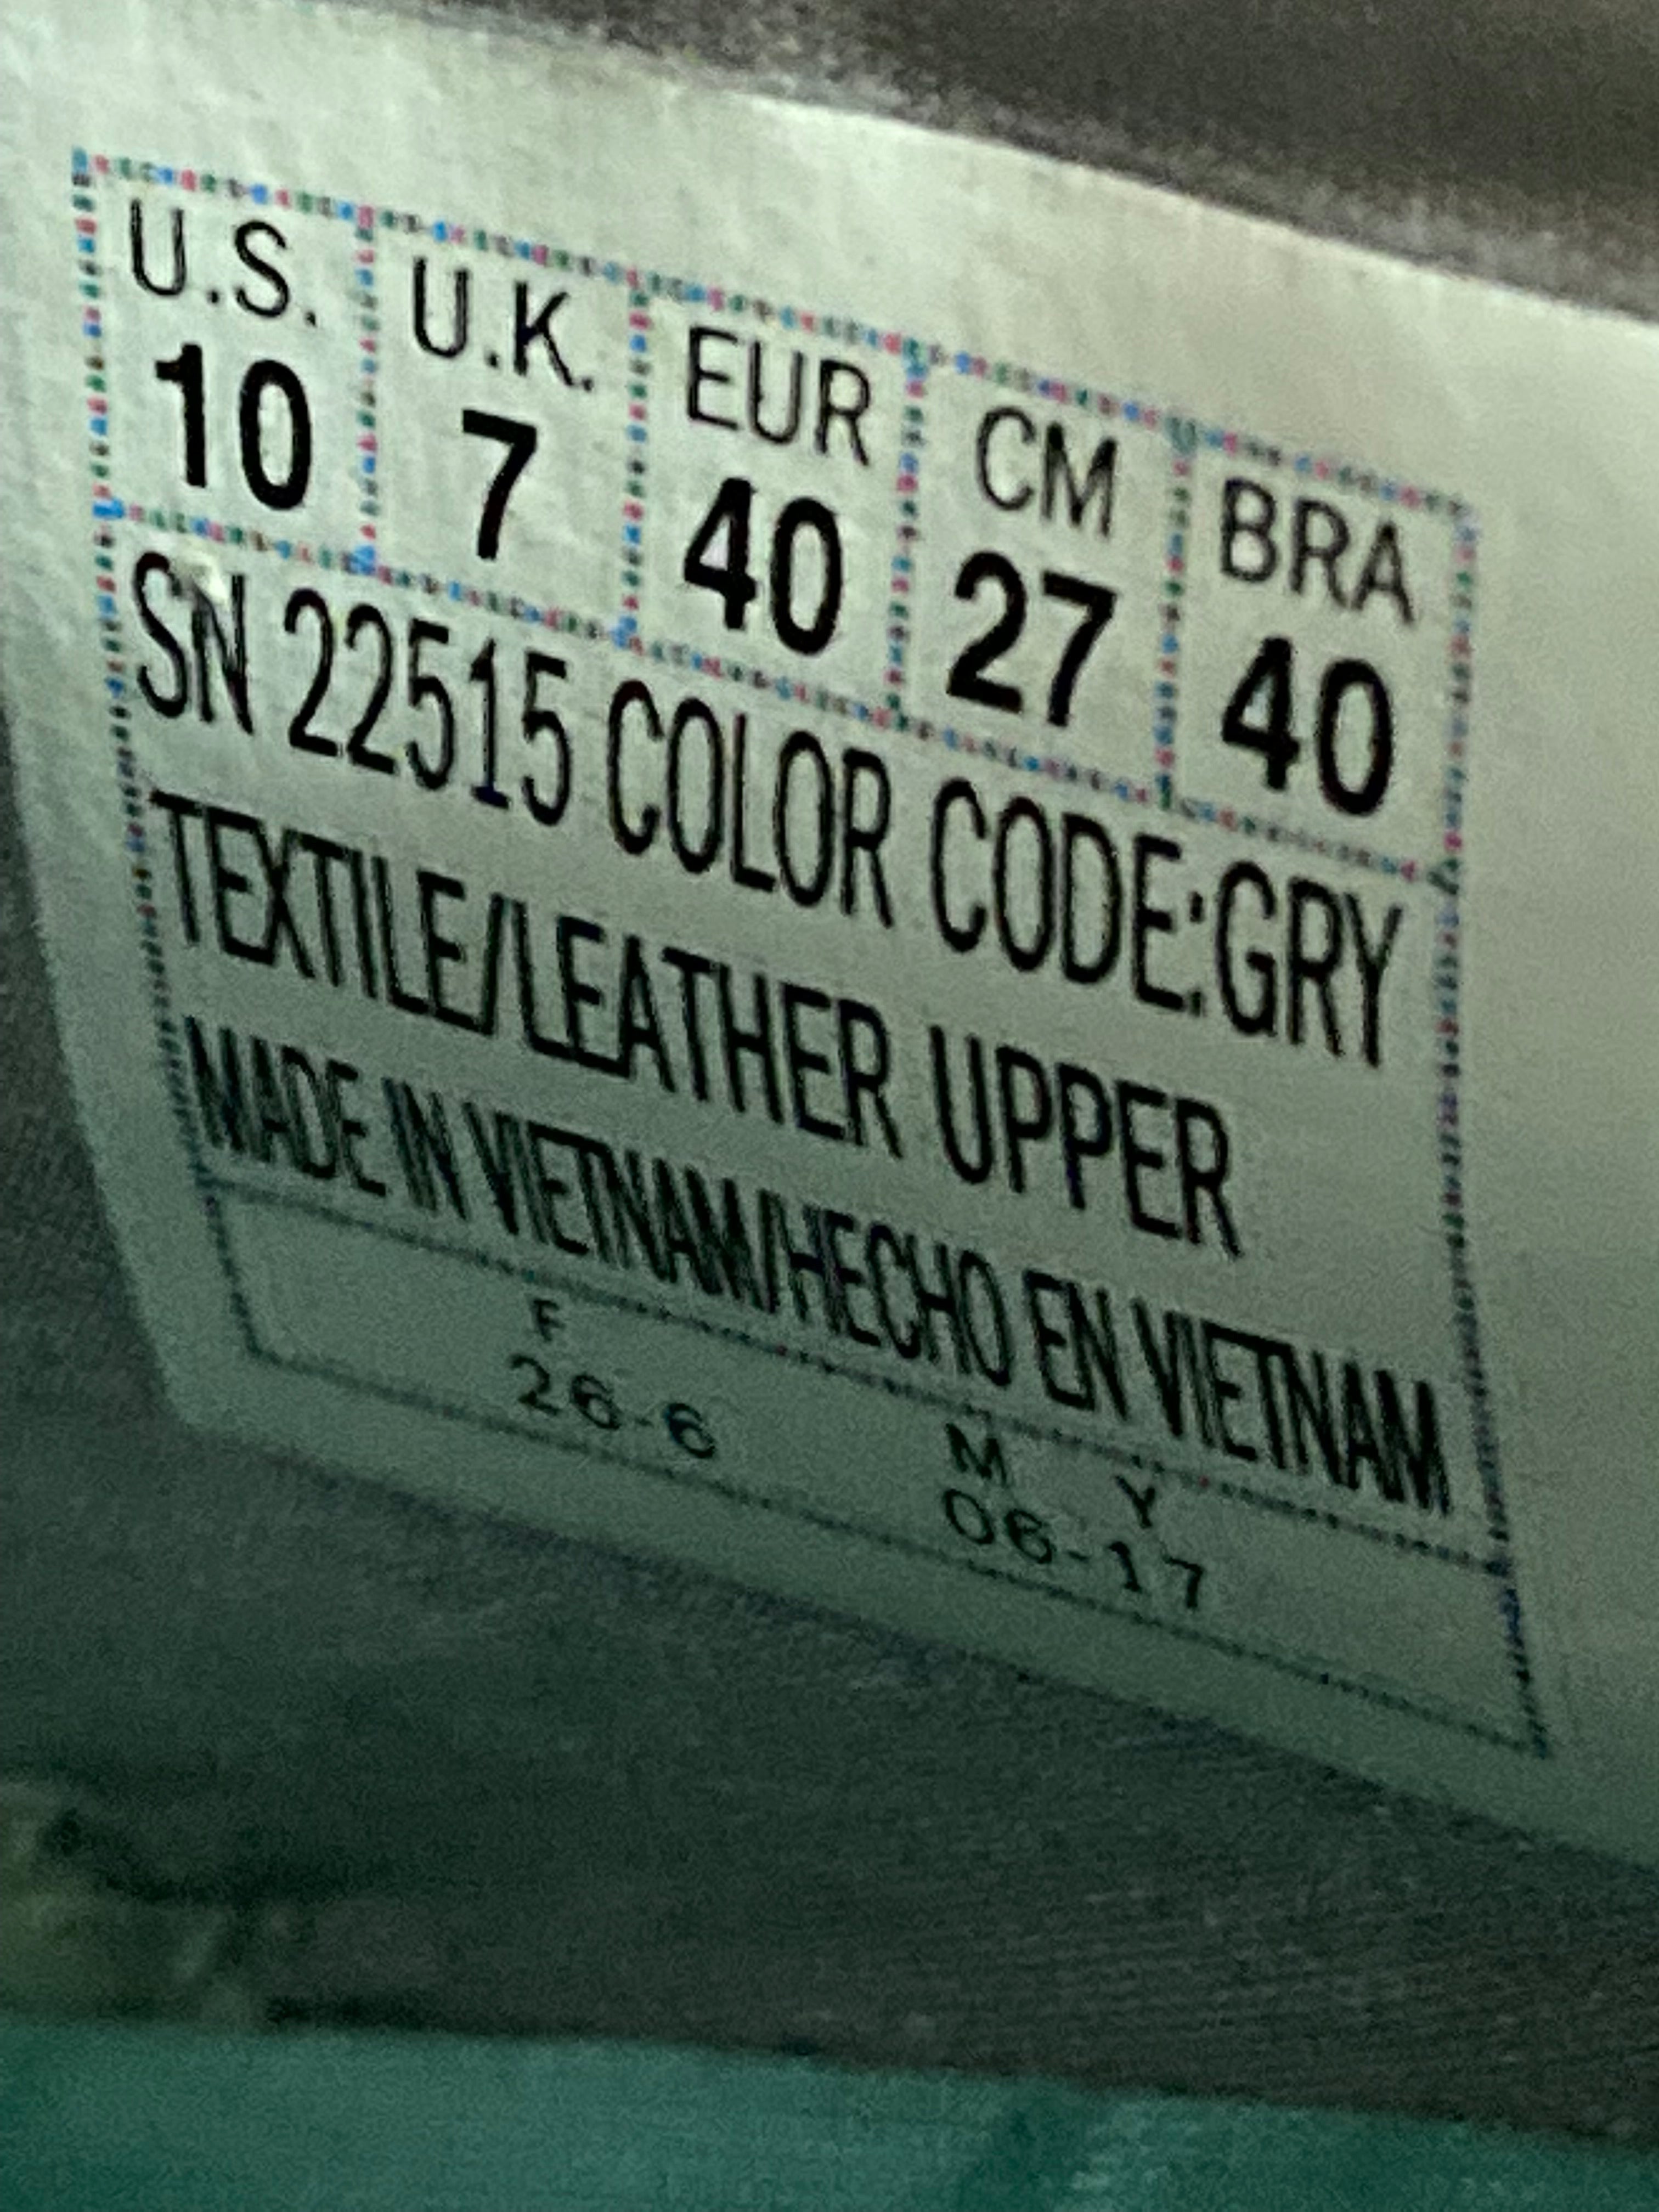 U.S. U.K. EUR CM BRA
10 7 40 27 40
SN 22515 COLOR CODE:GRY
TEXTILE/LEATHER UPPER
MADE IN VIETNAM/HECHO EN VIETNAM
F M Y
26-6 06-17